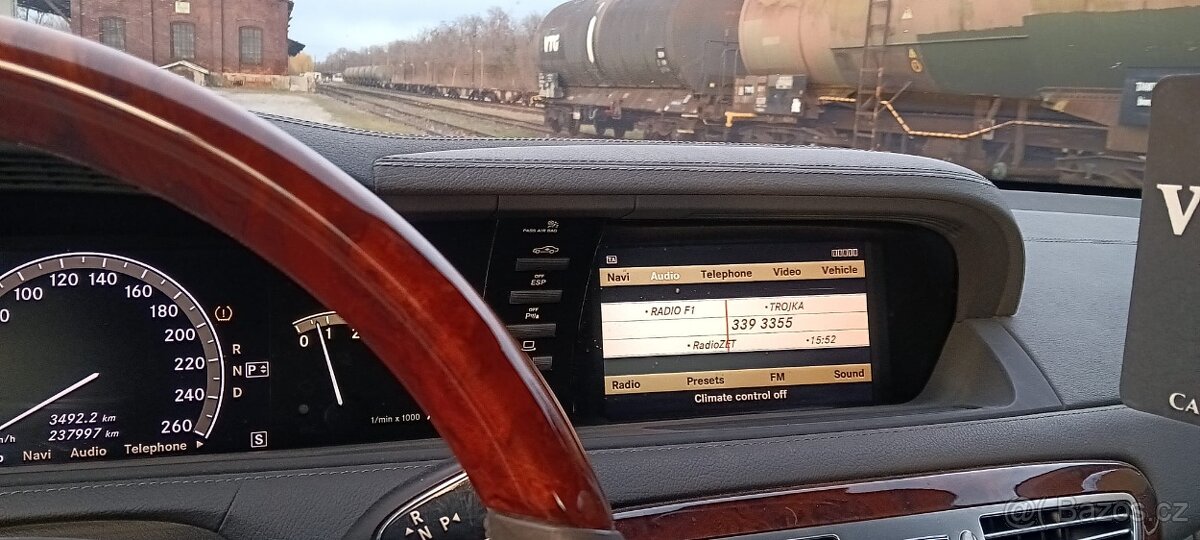 VTG
V
CA
PASS AIR BAG
OFF
ESP
OFF
P
TA
Navi Audio Telephone Video Vehicle
• RADIO F1 • TROJKA
339 3355
• RadioZET • 15:52
Radio Presets FM Sound
Climate control off
100 120 140 160 180 200 220 240 260
0 1 2
1/min x 1000
R
N P
D
S
3492.2 km
237997 km
Navi Audio Telephone
R
N P
© Bazos.cz